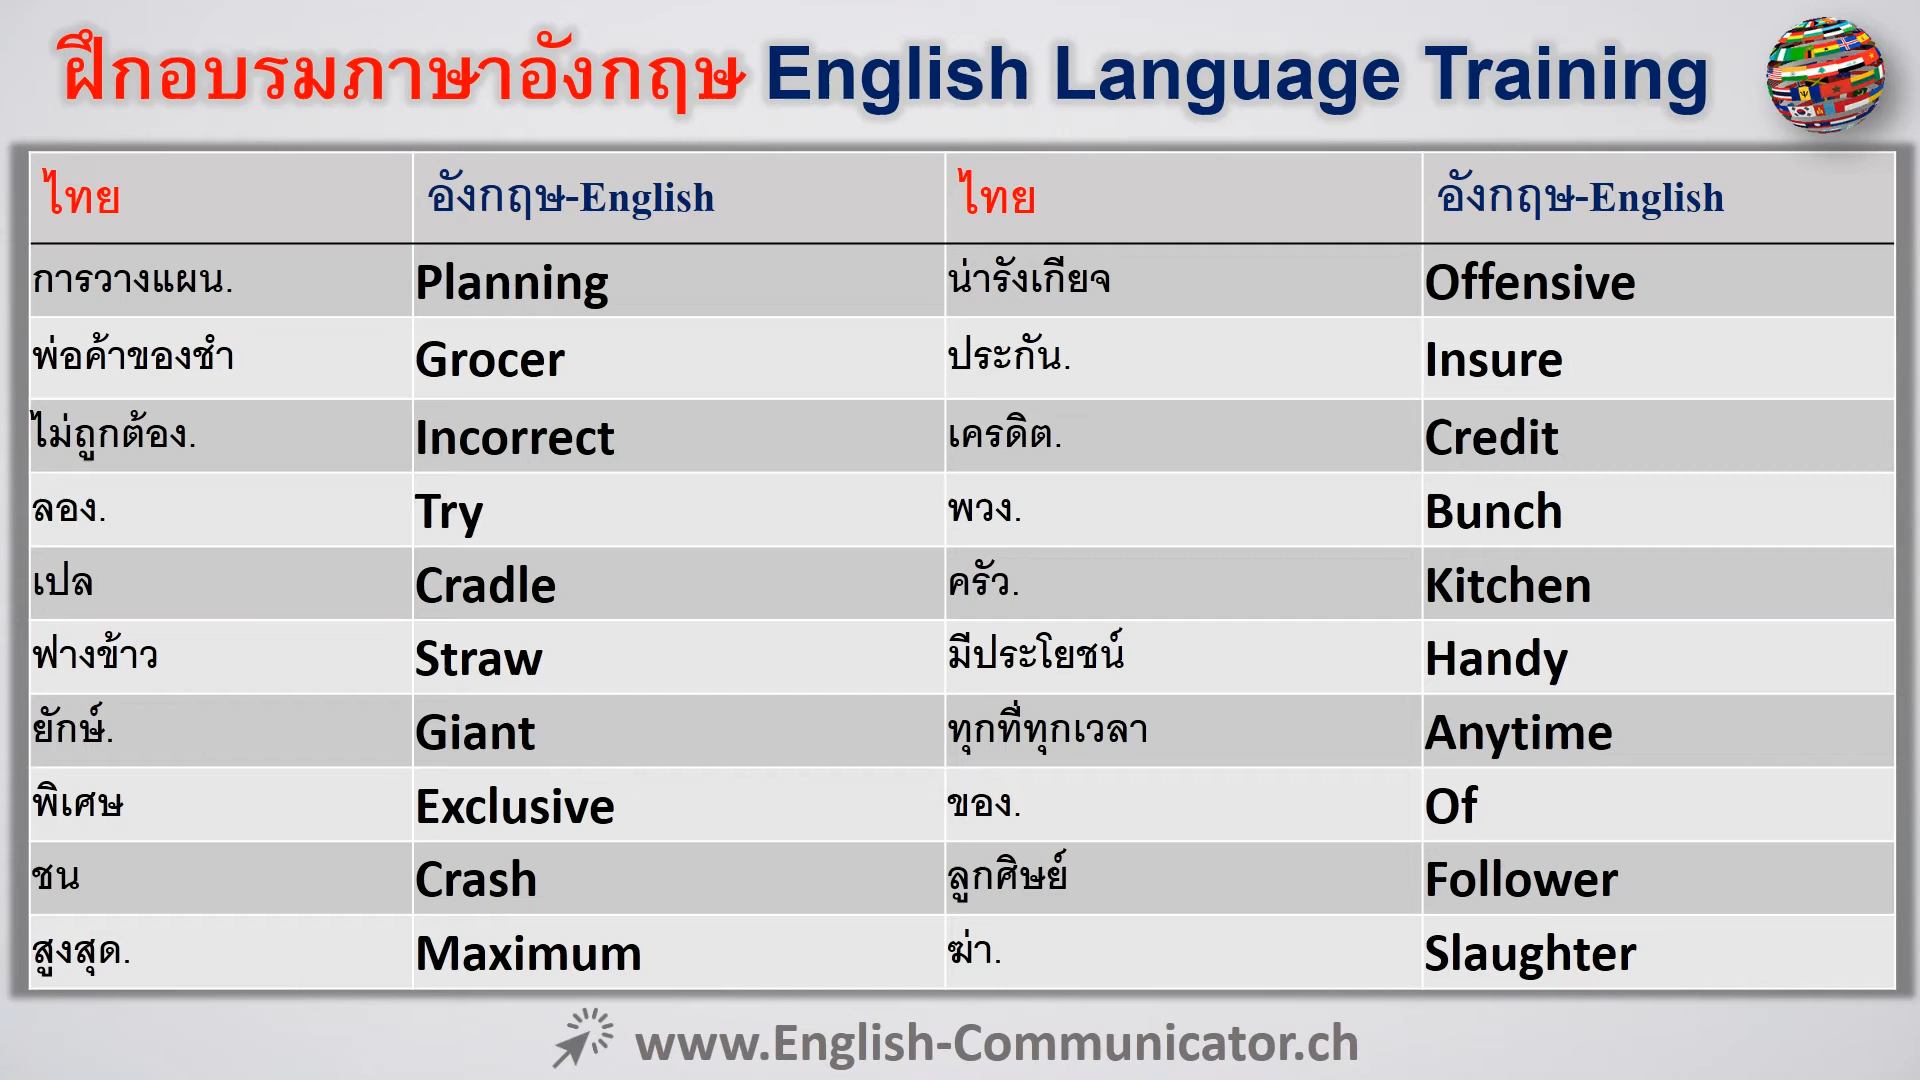 ฝึกอบรมภาษาอังกฤษ English Language Training
ไทย อังกฤษ-English ไทย อังกฤษ-English
การวางแผน. Planning น่ารังเกียจ Offensive
พ่อค้าของชำ Grocer ประกัน. Insure
ไม่ถูกต้อง. Incorrect เครดิต. Credit
ลอง. Try พวง. Bunch
เปล Cradle ครัว. Kitchen
ฟางข้าว Straw มีประโยชน์ Handy
ยักษ์. Giant ทุกที่ทุกเวลา Anytime
พิเศษ Exclusive ของ. Of
ชน Crash ลูกศิษย์ Follower
สูงสุด. Maximum ฆ่า. Slaughter
www.English-Communicator.ch